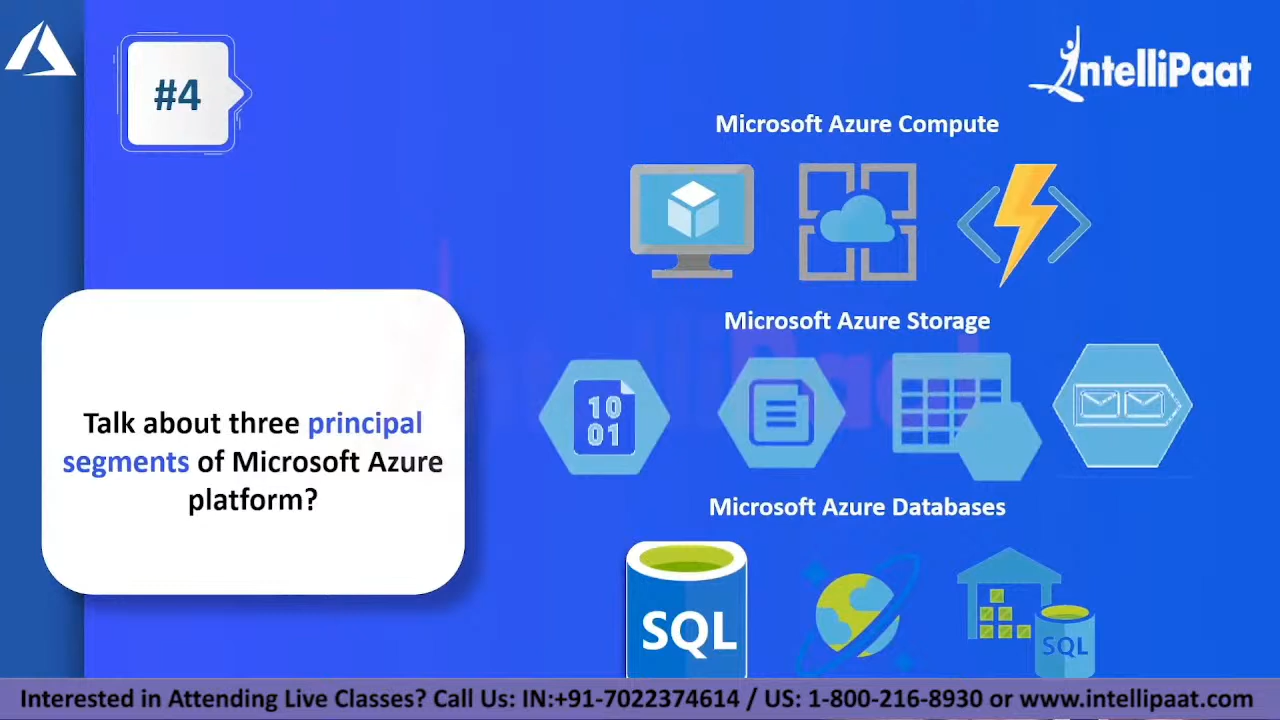 #4
IntelliPaat
Microsoft Azure Compute
Microsoft Azure Storage
10
01
Talk about three principal
segments of Microsoft Azure
platform?
Microsoft Azure Databases
SQL
SQL
Interested in Attending Live Classes? Call Us: IN:+91-7022374614 / US: 1-800-216-8930 or www.intellipaat.com